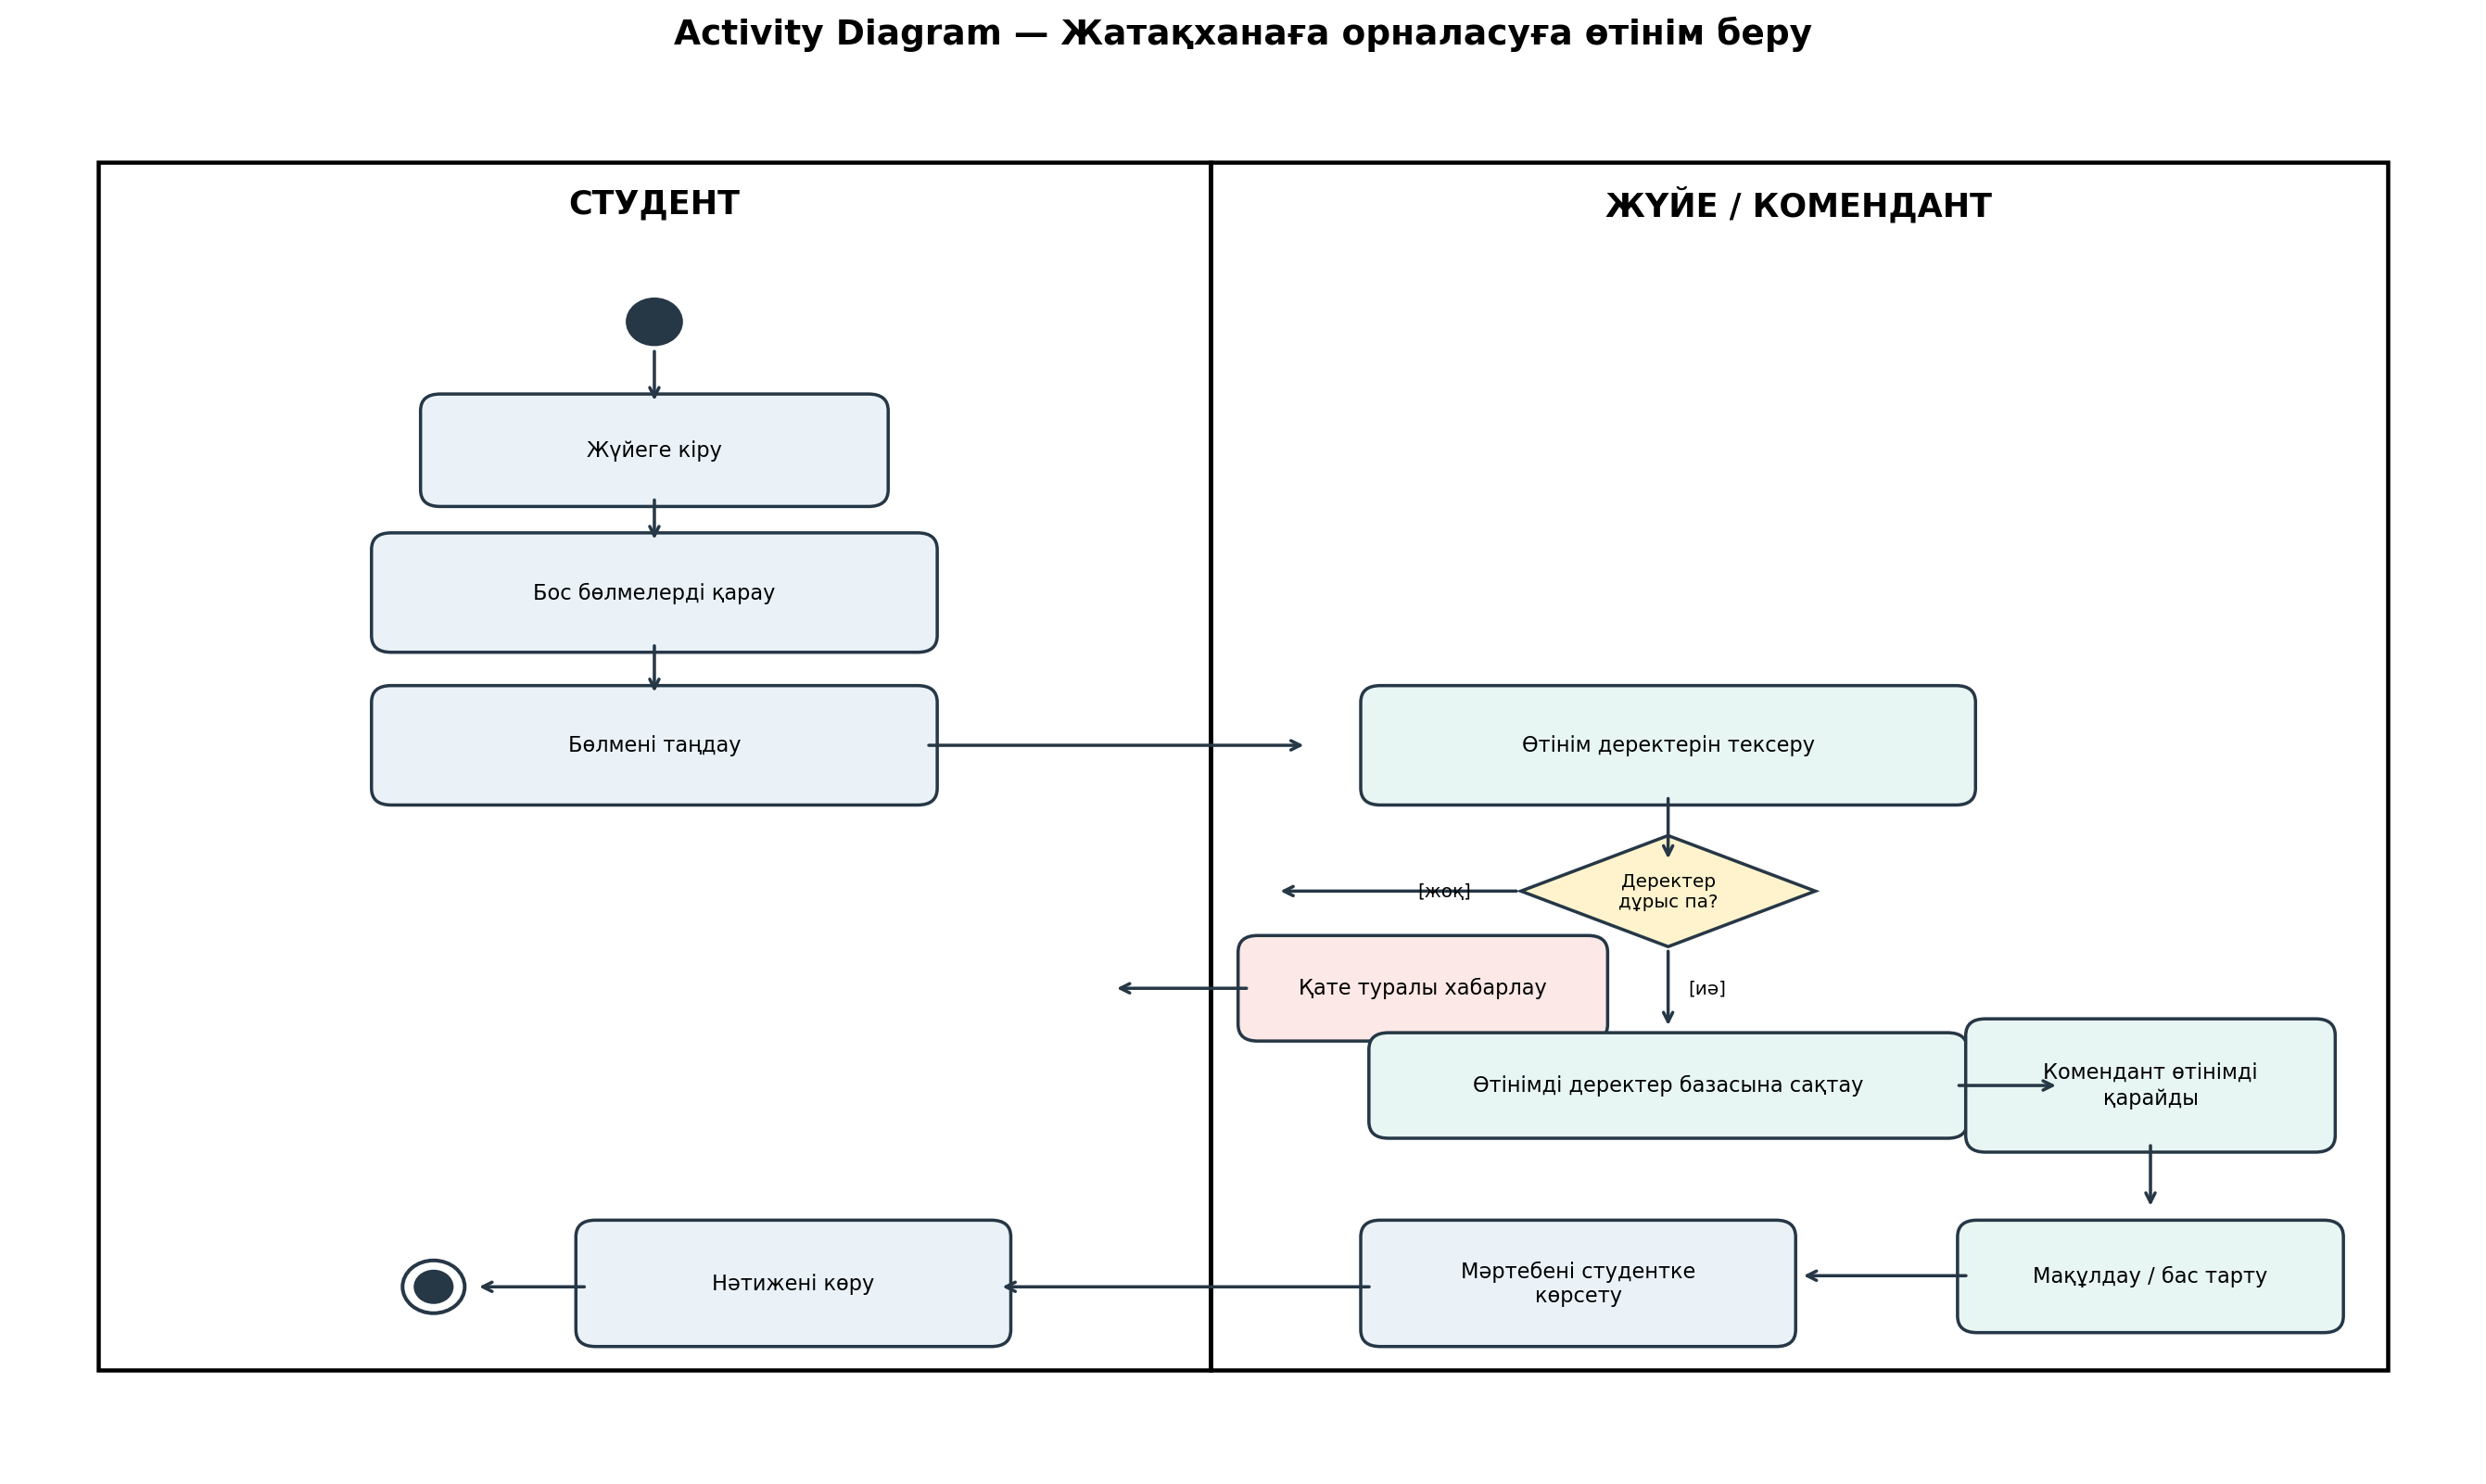 Activity Diagram — Жатақханаға орналасуға өтінім беру
СТУДЕНТ
ЖҮЙЕ / КОМЕНДАНТ
Жүйеге кіру
Бос бөлмелерді қарау
Бөлмені таңдау
Өтінім деректерін тексеру
Деректер
дұрыс па?
[жоқ]
Қате туралы хабарлау
[иә]
Өтінімді деректер базасына сақтау
Комендант өтінімді
қарайды
Нәтижені көру
Мәртебені студентке
көрсету
Мақұлдау / бас тарту